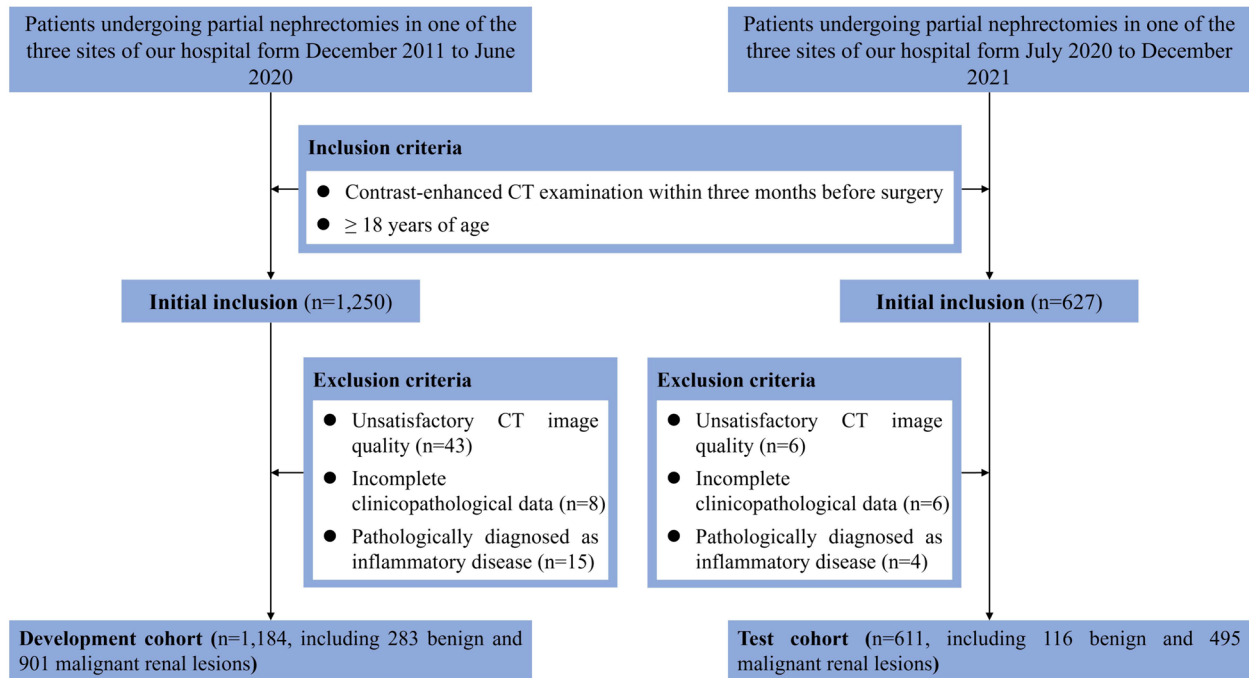 Patients undergoing partial nephrectomies in one of the
three sites of our hospital form December 2011 to June
2020
Patients undergoing partial nephrectomies in one of the
three sites of our hospital form July 2020 to December
2021
Inclusion criteria
● Contrast-enhanced CT examination within three months before surgery
● ≥ 18 years of age
Initial inclusion (n=1,250)
Initial inclusion (n=627)
Exclusion criteria
● Unsatisfactory CT image
quality (n=43)
● Incomplete
clinicopathological data (n=8)
● Pathologically diagnosed as
inflammatory disease (n=15)
Exclusion criteria
● Unsatisfactory CT image
quality (n=6)
● Incomplete
clinicopathological data (n=6)
● Pathologically diagnosed as
inflammatory disease (n=4)
Development cohort (n=1,184, including 283 benign and
901 malignant renal lesions)
Test cohort (n=611, including 116 benign and 495
malignant renal lesions)